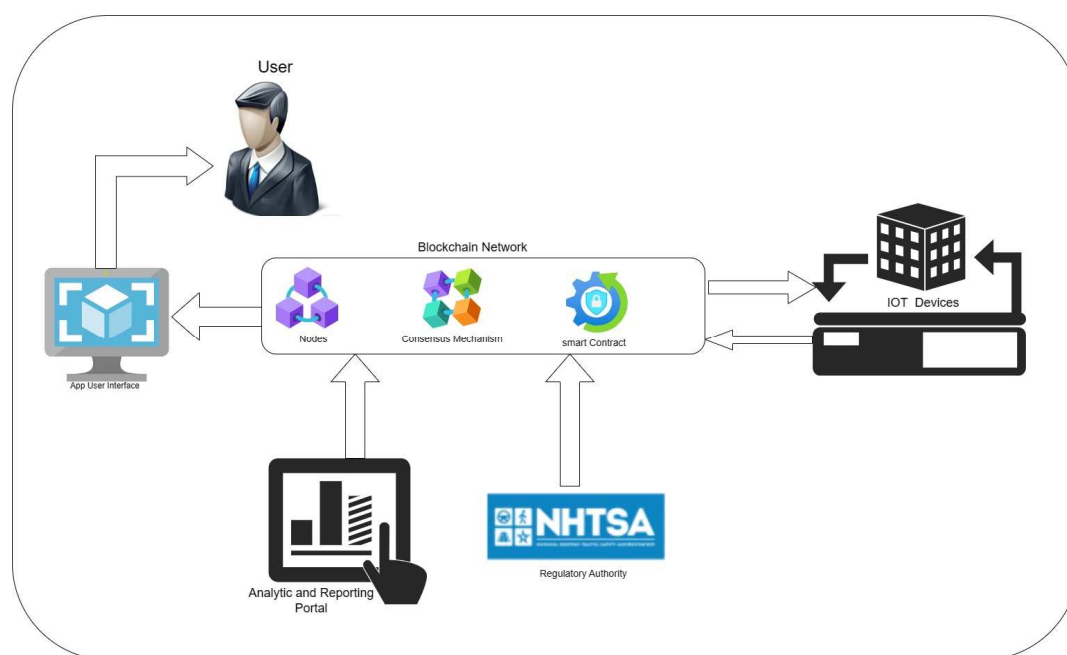 User
Blockchain Network
IOT Devices
Nodes
Consensus Mechanism
smart Contract
App User Interface
NHTSA
Regulatory Authority
Analytic and Reporting
Portal